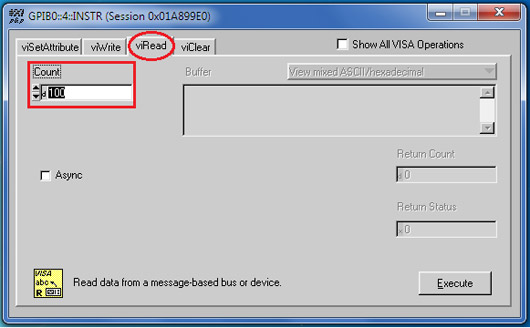 GPIB0::4::INSTR (Session 0x01A899E0)
viSetAttribute viWrite viRead viClear
Show All VISA Operations
Count
d 100
Buffer
View mixed ASCII/hexadecimal
Async
Return Count
x 0
Return Status
x 0
VISA
abc
R
Read data from a message-based bus or device.
Execute